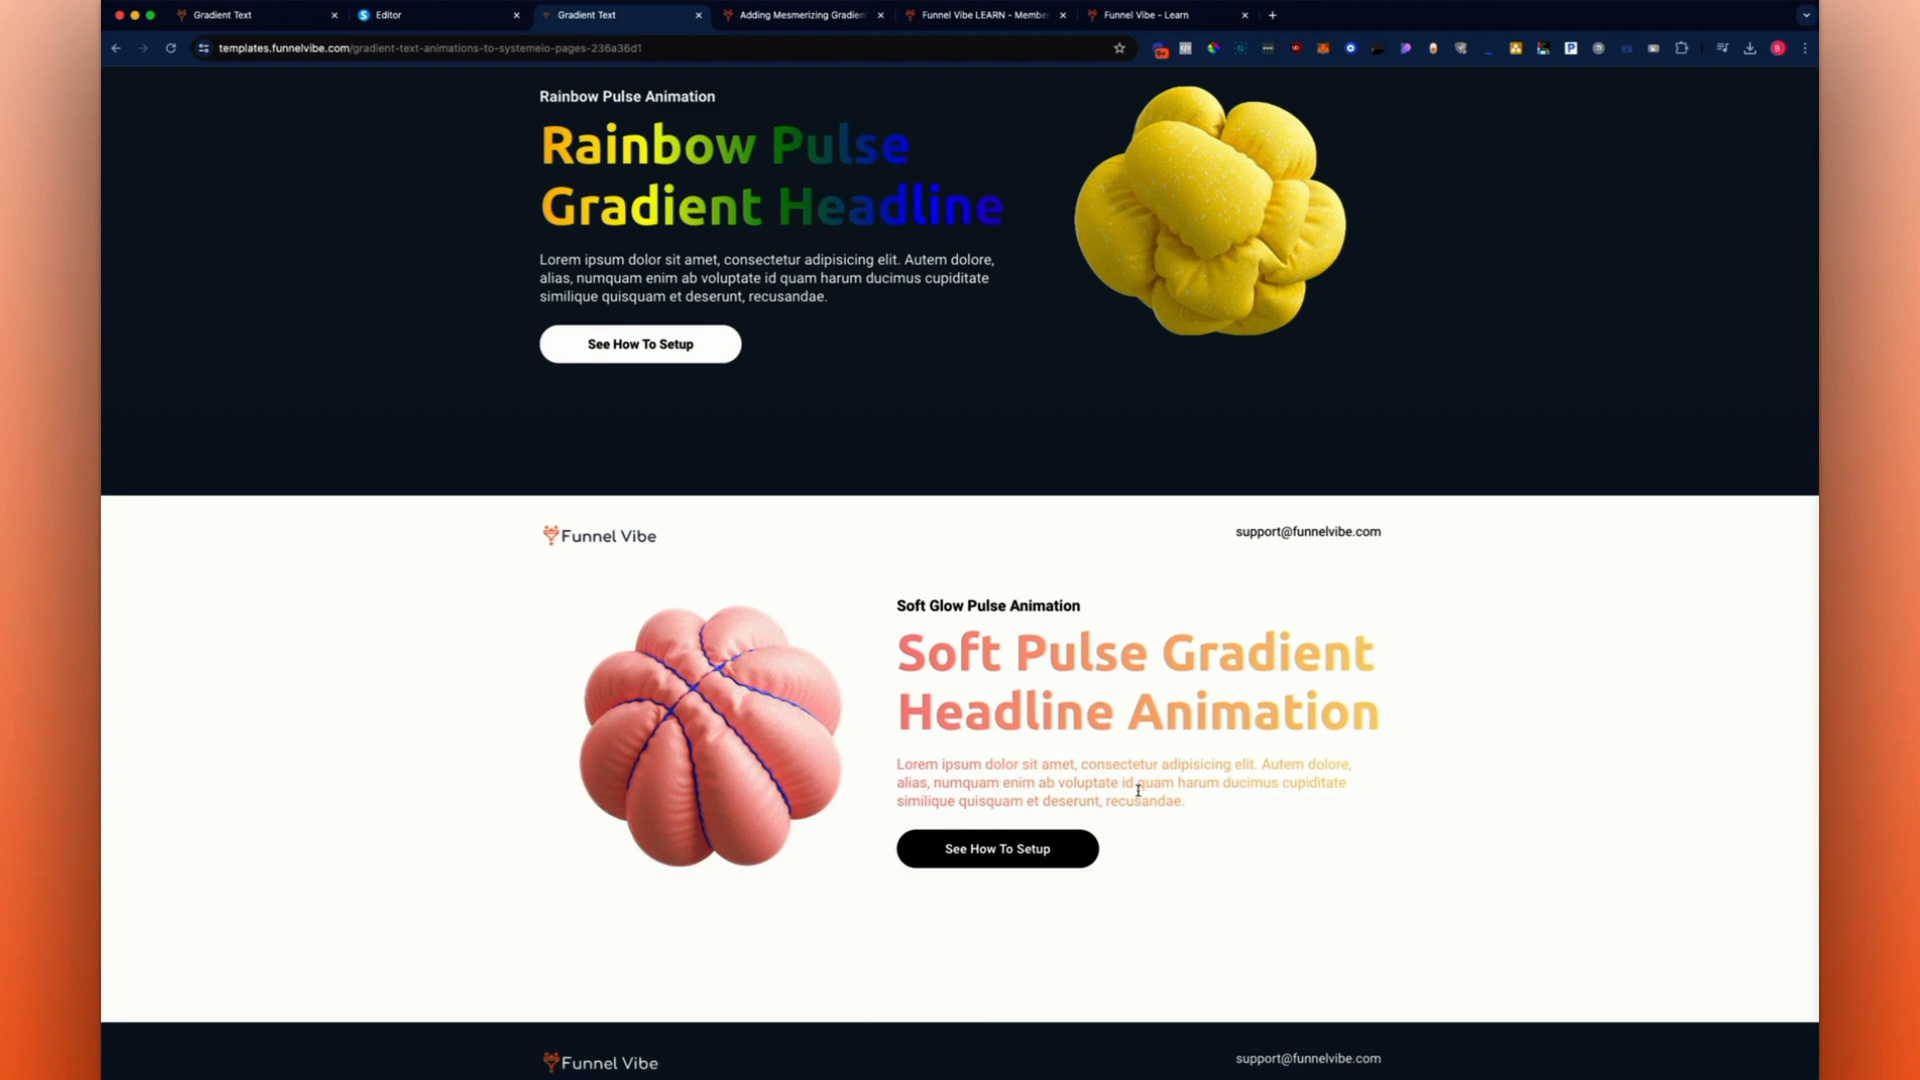 Gradient Text
Editor
Gradient Text
Adding Mesmerizing Gradien
Funnel Vibe LEARN - Membe
Funnel Vibe - Learn
templates.funnelvibe.com/gradient-text-animations-to-systemeio-pages-236a36d1
Rainbow Pulse Animation
Rainbow Pulse
Gradient Headline
Lorem ipsum dolor sit amet, consectetur adipisicing elit. Autem dolore,
alias, numquam enim ab voluptate id quam harum ducimus cupiditate
similique quisquam et deserunt, recusandae.
See How To Setup
Funnel Vibe
support@funnelvibe.com
Soft Glow Pulse Animation
Soft Pulse Gradient
Headline Animation
Lorem ipsum dolor sit amet, consectetur adipisicing elit. Autem dolore,
alias, numquam enim ab voluptate id quam harum ducimus cupiditate
similique quisquam et deserunt, recusandae.
See How To Setup
Funnel Vibe
support@funnelvibe.com